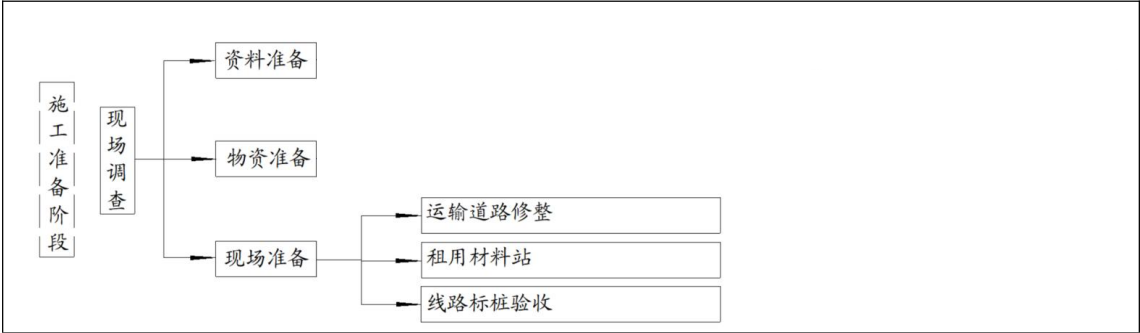 施工准备阶段
现场调查
资料准备
物资准备
现场准备
运输道路修整
租用材料站
线路标桩验收